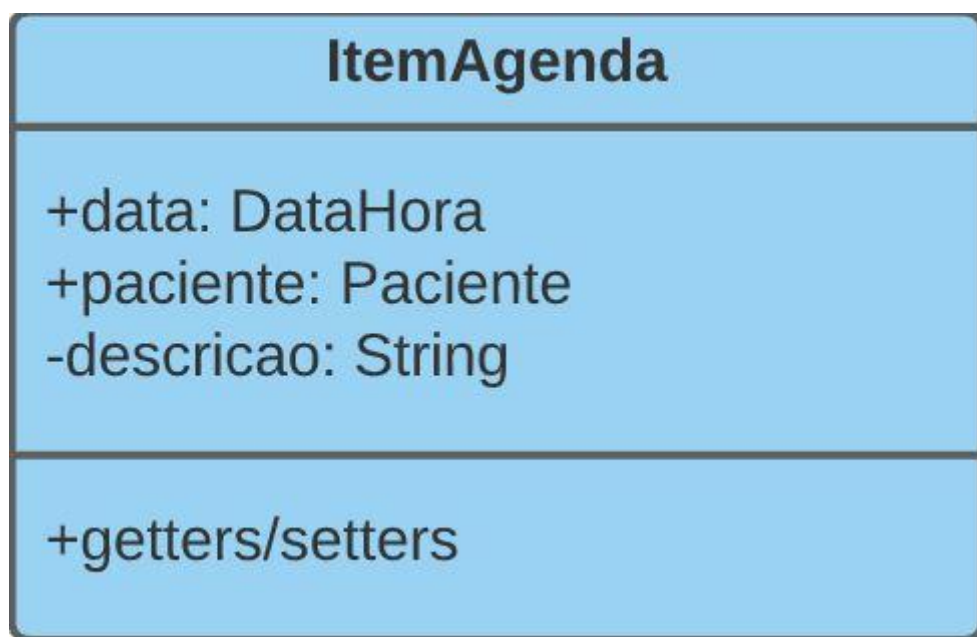 ItemAgenda
+data: DataHora
+paciente: Paciente
-descricao: String
+getters/setters